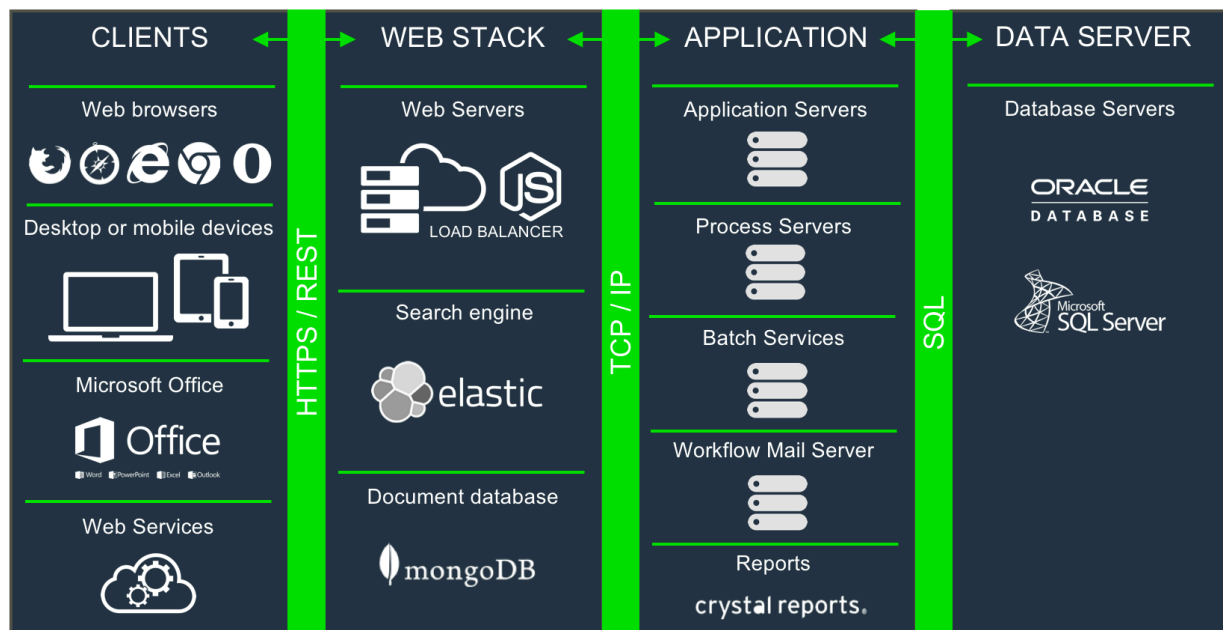 CLIENTS
Web browsers
Desktop or mobile devices
Microsoft Office
Office
Word PowerPoint Excel Outlook
Web Services
HTTPS / REST
WEB STACK
Web Servers
JS
LOAD BALANCER
Search engine
elastic
Document database
mongoDB
TCP / IP
APPLICATION
Application Servers
Process Servers
Batch Services
Workflow Mail Server
Reports
crystal reports.
SQL
DATA SERVER
Database Servers
ORACLE
DATABASE
Microsoft
SQL Server